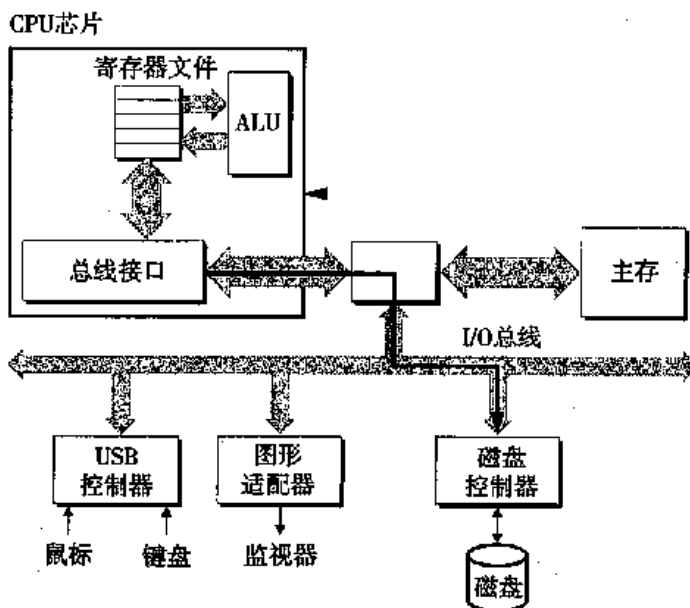 CPU芯片
寄存器文件
ALU
总线接口
主存
I/O总线
USB
控制器
图形
适配器
磁盘
控制器
鼠标
键盘
监视器
磁盘